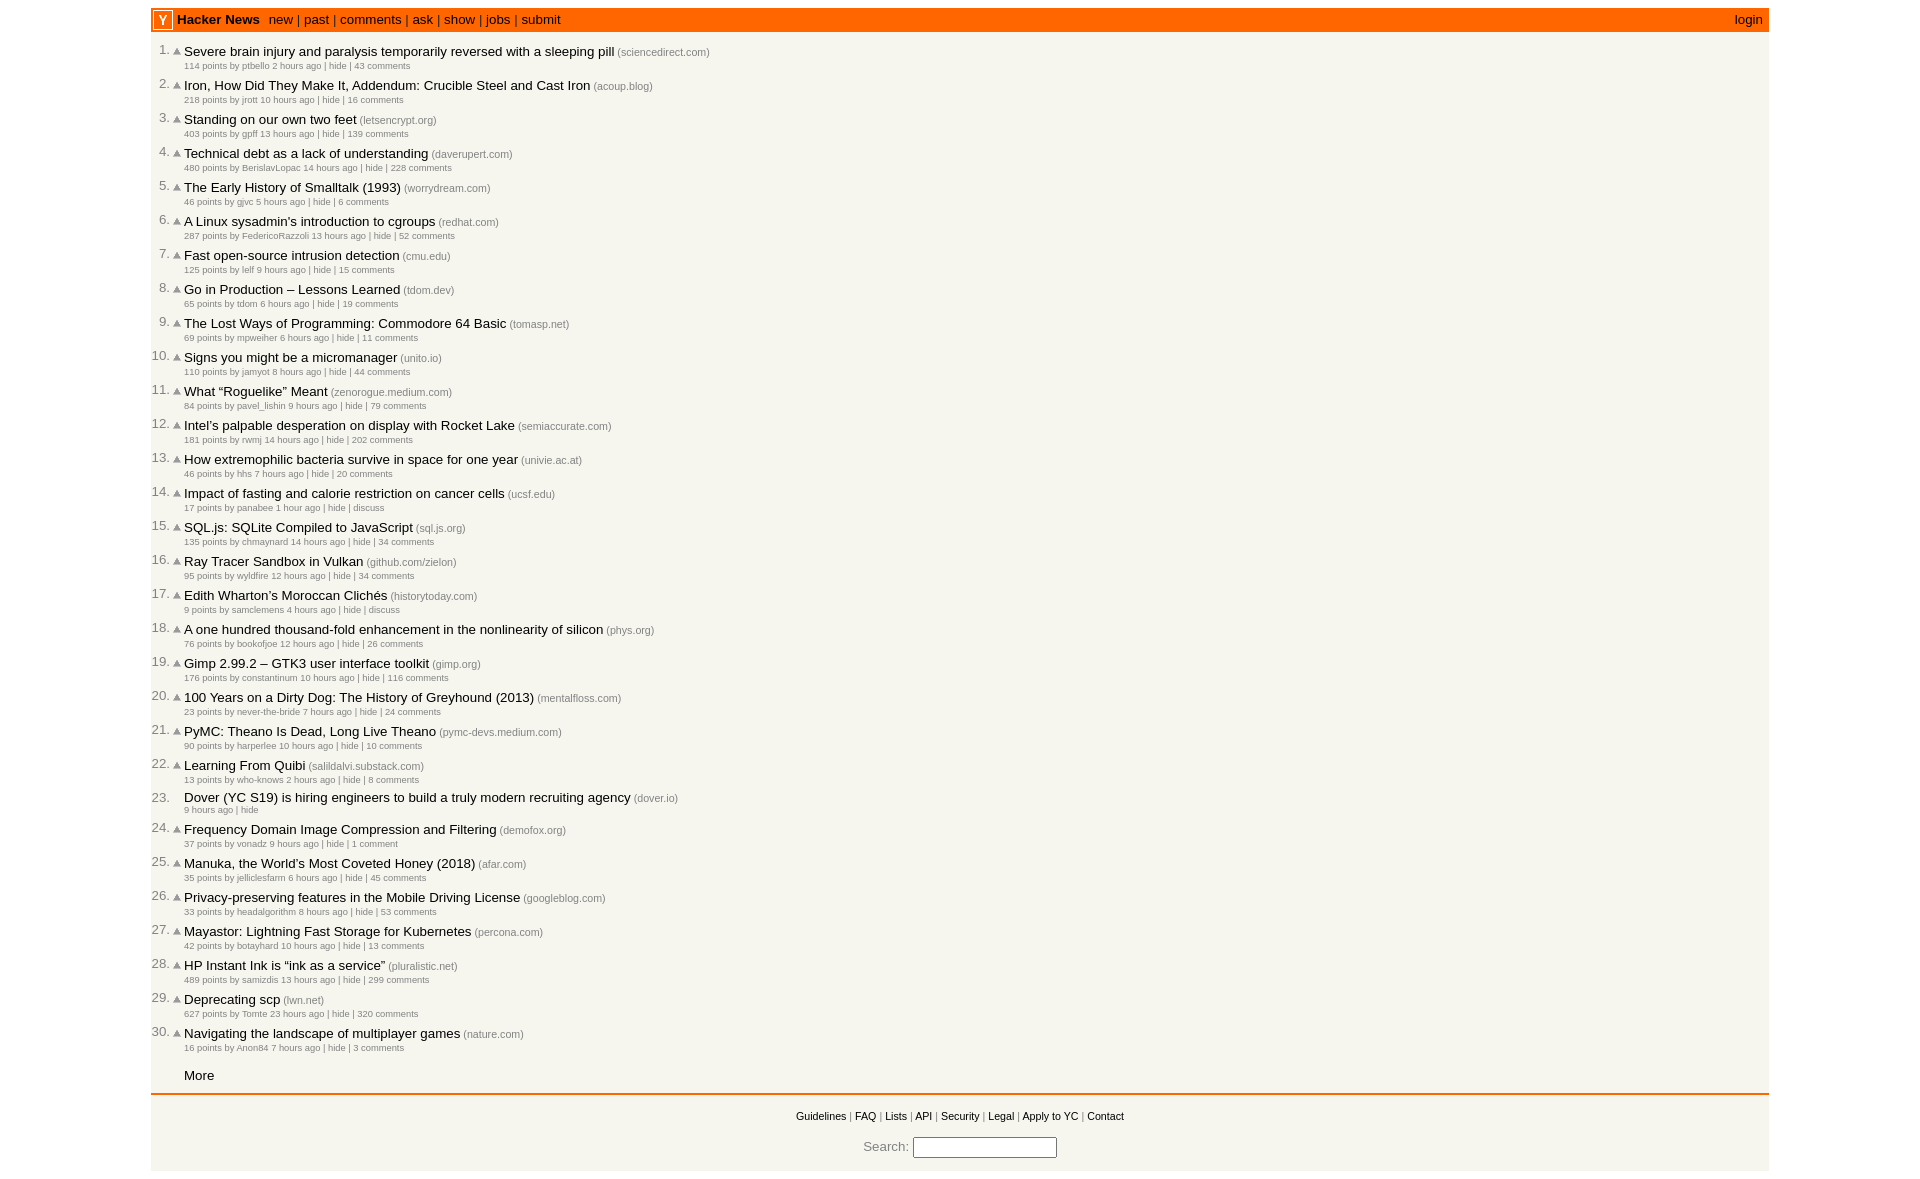 Y Hacker News new | past | comments | ask | show | jobs | submit login
1. Severe brain injury and paralysis temporarily reversed with a sleeping pill (sciencedirect.com)
114 points by ptbello 2 hours ago | hide | 43 comments
2. Iron, How Did They Make It, Addendum: Crucible Steel and Cast Iron (acoup.blog)
218 points by jrott 10 hours ago | hide | 16 comments
3. Standing on our own two feet (letsencrypt.org)
403 points by gpff 13 hours ago | hide | 139 comments
4. Technical debt as a lack of understanding (daverupert.com)
480 points by BerislavLopac 14 hours ago | hide | 228 comments
5. The Early History of Smalltalk (1993) (worrydream.com)
46 points by gjvc 5 hours ago | hide | 6 comments
6. A Linux sysadmin's introduction to cgroups (redhat.com)
287 points by FedericoRazzoli 13 hours ago | hide | 52 comments
7. Fast open-source intrusion detection (cmu.edu)
125 points by lelf 9 hours ago | hide | 15 comments
8. Go in Production – Lessons Learned (tdom.dev)
65 points by tdom 6 hours ago | hide | 19 comments
9. The Lost Ways of Programming: Commodore 64 Basic (tomasp.net)
69 points by mpweiher 6 hours ago | hide | 11 comments
10. Signs you might be a micromanager (unito.io)
110 points by jamyot 8 hours ago | hide | 44 comments
11. What “Roguelike” Meant (zenorogue.medium.com)
84 points by pavel_lishin 9 hours ago | hide | 79 comments
12. Intel’s palpable desperation on display with Rocket Lake (semiaccurate.com)
181 points by rwmj 14 hours ago | hide | 202 comments
13. How extremophilic bacteria survive in space for one year (univie.ac.at)
46 points by hhs 7 hours ago | hide | 20 comments
14. Impact of fasting and calorie restriction on cancer cells (ucsf.edu)
17 points by panabee 1 hour ago | hide | discuss
15. SQL.js: SQLite Compiled to JavaScript (sql.js.org)
135 points by chmaynard 14 hours ago | hide | 34 comments
16. Ray Tracer Sandbox in Vulkan (github.com/zielon)
95 points by wyldfire 12 hours ago | hide | 34 comments
17. Edith Wharton’s Moroccan Clichés (historytoday.com)
9 points by samclemens 4 hours ago | hide | discuss
18. A one hundred thousand-fold enhancement in the nonlinearity of silicon (phys.org)
76 points by bookofjoe 12 hours ago | hide | 26 comments
19. Gimp 2.99.2 – GTK3 user interface toolkit (gimp.org)
176 points by constantinum 10 hours ago | hide | 116 comments
20. 100 Years on a Dirty Dog: The History of Greyhound (2013) (mentalfloss.com)
23 points by never-the-bride 7 hours ago | hide | 24 comments
21. PyMC: Theano Is Dead, Long Live Theano (pymc-devs.medium.com)
90 points by harperlee 10 hours ago | hide | 10 comments
22. Learning From Quibi (salildalvi.substack.com)
13 points by who-knows 2 hours ago | hide | 8 comments
23. Dover (YC S19) is hiring engineers to build a truly modern recruiting agency (dover.io)
9 hours ago | hide
24. Frequency Domain Image Compression and Filtering (demofox.org)
37 points by vonadz 9 hours ago | hide | 1 comment
25. Manuka, the World’s Most Coveted Honey (2018) (afar.com)
35 points by jelliclesfarm 6 hours ago | hide | 45 comments
26. Privacy-preserving features in the Mobile Driving License (googleblog.com)
33 points by headalgorithm 8 hours ago | hide | 53 comments
27. Mayastor: Lightning Fast Storage for Kubernetes (percona.com)
42 points by botayhard 10 hours ago | hide | 13 comments
28. HP Instant Ink is “ink as a service” (pluralistic.net)
489 points by samizdis 13 hours ago | hide | 299 comments
29. Deprecating scp (lwn.net)
627 points by Tomte 23 hours ago | hide | 320 comments
30. Navigating the landscape of multiplayer games (nature.com)
16 points by Anon84 7 hours ago | hide | 3 comments
More
Guidelines | FAQ | Lists | API | Security | Legal | Apply to YC | Contact
Search: